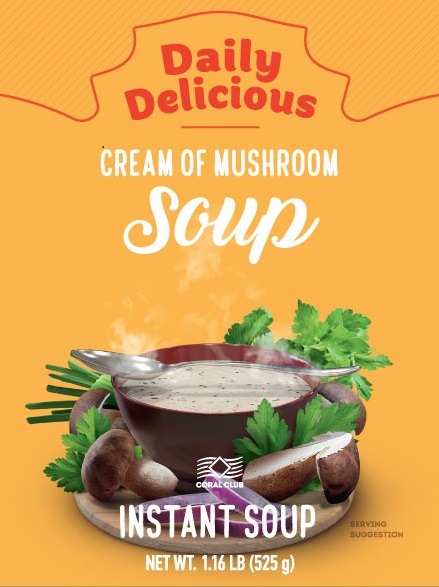 Daily
Delicious
CREAM OF MUSHROOM
Soup
CORAL CLUB
INSTANT SOUP
SERVING
SUGGESTION
NET WT. 1.16 LB (525 g)